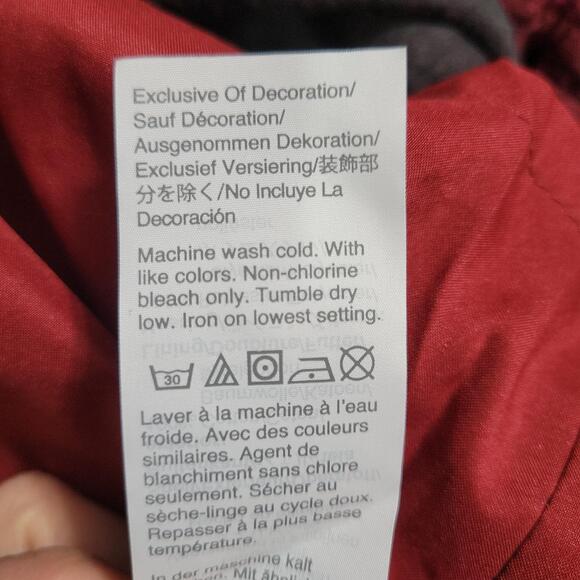 Exclusive Of Decoration/
Sauf Décoration/
Ausgenommen Dekoration/
Exclusief Versiering/装飾部
分を除く/No Incluye La
Decoración
Machine wash cold. With
like colors. Non-chlorine
bleach only. Tumble dry
low. Iron on lowest setting.
30
Laver à la machine à l'eau
froide. Avec des couleurs
similaires. Agent de
blanchiment sans chlore
seulement. Sécher au
sèche-linge au cycle doux.
Repasser à la plus basse
température.
In der maschine kalt
Mit